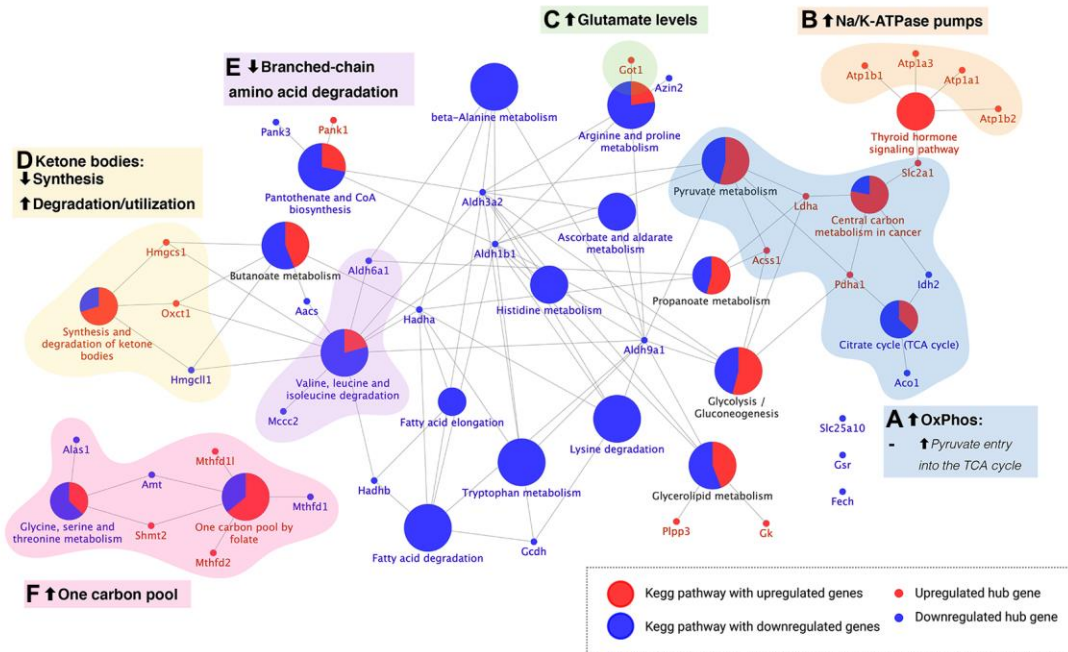 C ⬆Glutamate levels
B ⬆Na/K-ATPase pumps
E ⬇Branched-chain
amino acid degradation
D Ketone bodies:
⬇Synthesis
⬆Degradation/utilization
Got1
Azin2
Arginine and proline
metabolism
beta-Alanine metabolism
Atp1b1
Atp1a3
Atp1a1
Atp1b2
Thyroid hormone
signaling pathway
Slc2a1
Pank3
Pank1
Pantothenate and CoA
biosynthesis
Pyruvate metabolism
Ldha
Central carbon
metabolism in cancer
Aldh3a2
Ascorbate and aldarate
metabolism
Aldh1b1
Acss1
Pdha1
Idh2
Hmgcs1
Butanoate metabolism
Aldh6a1
Propanoate metabolism
Histidine metabolism
Oxct1
Aacs
Hadha
Citrate cycle (TCA cycle)
Synthesis and
degradation of ketone
bodies
Aldh9a1
Aco1
Hmgcll1
Valine, leucine and
isoleucine degradation
Glycolysis /
Gluconeogenesis
Mccc2
Fatty acid elongation
Lysine degradation
Slc25a10
Gsr
Fech
A ⬆OxPhos:
- ⬆Pyruvate entry
into the TCA cycle
Alas1
Mthfd1l
Amt
Mthfd1
Hadhb
Tryptophan metabolism
Glycerolipid metabolism
Glycine, serine and
threonine metabolism
Shmt2
One carbon pool by
folate
Mthfd2
Fatty acid degradation
Gcdh
Plpp3
Gk
F ⬆One carbon pool
Kegg pathway with upregulated genes
Upregulated hub gene
Kegg pathway with downregulated genes
Downregulated hub gene